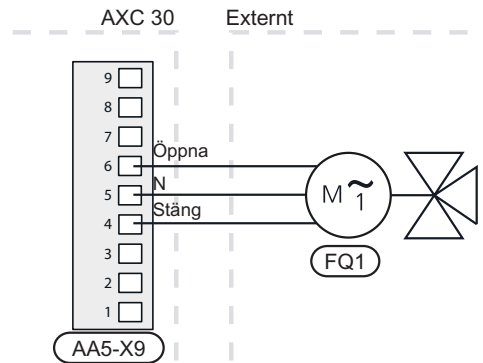 AXC 30 Externt
9
8
7
6 Öppna
5 N
4 Stäng
3
2
1
M ~ 1
FQ1
AA5-X9